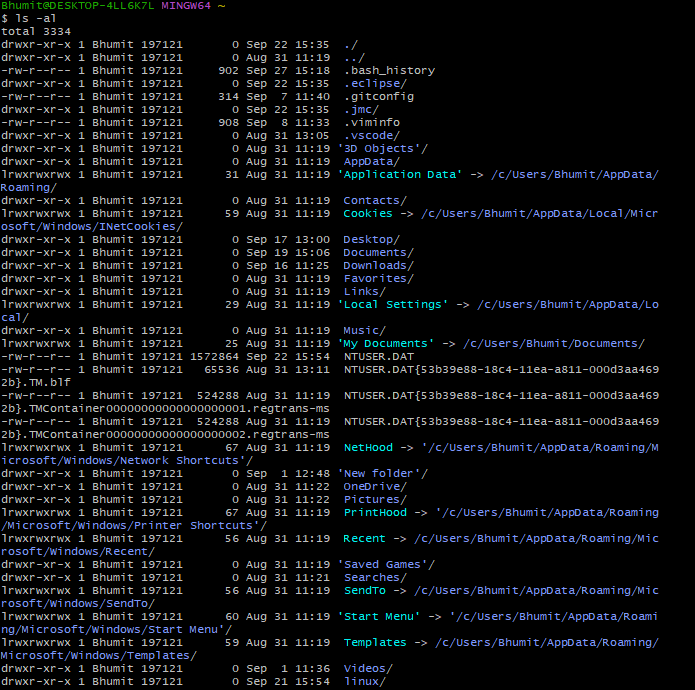 Bhumit@DESKTOP-4LL6K7L MINGW64 ~
$ ls -al
total 3334
drwxr-xr-x 1 Bhumit 197121       0 Sep 22 15:35  ./
drwxr-xr-x 1 Bhumit 197121       0 Aug 31 11:19  ../
-rw-r--r-- 1 Bhumit 197121     902 Sep 27 15:18  .bash_history
drwxr-xr-x 1 Bhumit 197121       0 Sep 22 15:35  .eclipse/
-rw-r--r-- 1 Bhumit 197121     314 Sep  7 11:40  .gitconfig
drwxr-xr-x 1 Bhumit 197121       0 Sep 22 15:35  .jmc/
-rw-r--r-- 1 Bhumit 197121     908 Sep  8 11:33  .viminfo
drwxr-xr-x 1 Bhumit 197121       0 Aug 31 13:05  .vscode/
drwxr-xr-x 1 Bhumit 197121       0 Aug 31 11:19 '3D Objects'/
drwxr-xr-x 1 Bhumit 197121       0 Aug 31 11:19  AppData/
lrwxrwxrwx 1 Bhumit 197121      31 Aug 31 11:19 'Application Data' -> /c/Users/Bhumit/AppData/
Roaming/
drwxr-xr-x 1 Bhumit 197121       0 Aug 31 11:19  Contacts/
lrwxrwxrwx 1 Bhumit 197121      59 Aug 31 11:19  Cookies -> /c/Users/Bhumit/AppData/Local/Micr
osoft/Windows/INetCookies/
drwxr-xr-x 1 Bhumit 197121       0 Sep 17 13:00  Desktop/
drwxr-xr-x 1 Bhumit 197121       0 Sep 19 15:06  Documents/
drwxr-xr-x 1 Bhumit 197121       0 Sep 16 11:25  Downloads/
drwxr-xr-x 1 Bhumit 197121       0 Aug 31 11:19  Favorites/
drwxr-xr-x 1 Bhumit 197121       0 Aug 31 11:19  Links/
lrwxrwxrwx 1 Bhumit 197121      29 Aug 31 11:19 'Local Settings' -> /c/Users/Bhumit/AppData/Lo
cal/
drwxr-xr-x 1 Bhumit 197121       0 Aug 31 11:19  Music/
lrwxrwxrwx 1 Bhumit 197121      25 Aug 31 11:19 'My Documents' -> /c/Users/Bhumit/Documents/
-rw-r--r-- 1 Bhumit 197121 1572864 Sep 22 15:54  NTUSER.DAT
-rw-r--r-- 1 Bhumit 197121   65536 Aug 31 13:11  NTUSER.DAT{53b39e88-18c4-11ea-a811-000d3aa469
2b}.TM.blf
-rw-r--r-- 1 Bhumit 197121  524288 Aug 31 11:19  NTUSER.DAT{53b39e88-18c4-11ea-a811-000d3aa469
2b}.TMContainer00000000000000000001.regtrans-ms
-rw-r--r-- 1 Bhumit 197121  524288 Aug 31 11:19  NTUSER.DAT{53b39e88-18c4-11ea-a811-000d3aa469
2b}.TMContainer00000000000000000002.regtrans-ms
lrwxrwxrwx 1 Bhumit 197121      67 Aug 31 11:19  NetHood -> '/c/Users/Bhumit/AppData/Roaming/M
icrosoft/Windows/Network Shortcuts'/
drwxr-xr-x 1 Bhumit 197121       0 Sep  1 12:48 'New folder'/
drwxr-xr-x 1 Bhumit 197121       0 Aug 31 11:22  OneDrive/
drwxr-xr-x 1 Bhumit 197121       0 Aug 31 11:22  Pictures/
lrwxrwxrwx 1 Bhumit 197121      67 Aug 31 11:19  PrintHood -> '/c/Users/Bhumit/AppData/Roaming
/Microsoft/Windows/Printer Shortcuts'/
lrwxrwxrwx 1 Bhumit 197121      56 Aug 31 11:19  Recent -> /c/Users/Bhumit/AppData/Roaming/Mic
rosoft/Windows/Recent/
drwxr-xr-x 1 Bhumit 197121       0 Aug 31 11:19 'Saved Games'/
drwxr-xr-x 1 Bhumit 197121       0 Aug 31 11:21  Searches/
lrwxrwxrwx 1 Bhumit 197121      56 Aug 31 11:19  SendTo -> /c/Users/Bhumit/AppData/Roaming/Mic
rosoft/Windows/SendTo/
lrwxrwxrwx 1 Bhumit 197121      60 Aug 31 11:19 'Start Menu' -> '/c/Users/Bhumit/AppData/Roami
ng/Microsoft/Windows/Start Menu'/
lrwxrwxrwx 1 Bhumit 197121      59 Aug 31 11:19  Templates -> /c/Users/Bhumit/AppData/Roaming/
Microsoft/Windows/Templates/
drwxr-xr-x 1 Bhumit 197121       0 Sep  1 11:36  Videos/
drwxr-xr-x 1 Bhumit 197121       0 Sep 21 15:54  linux/